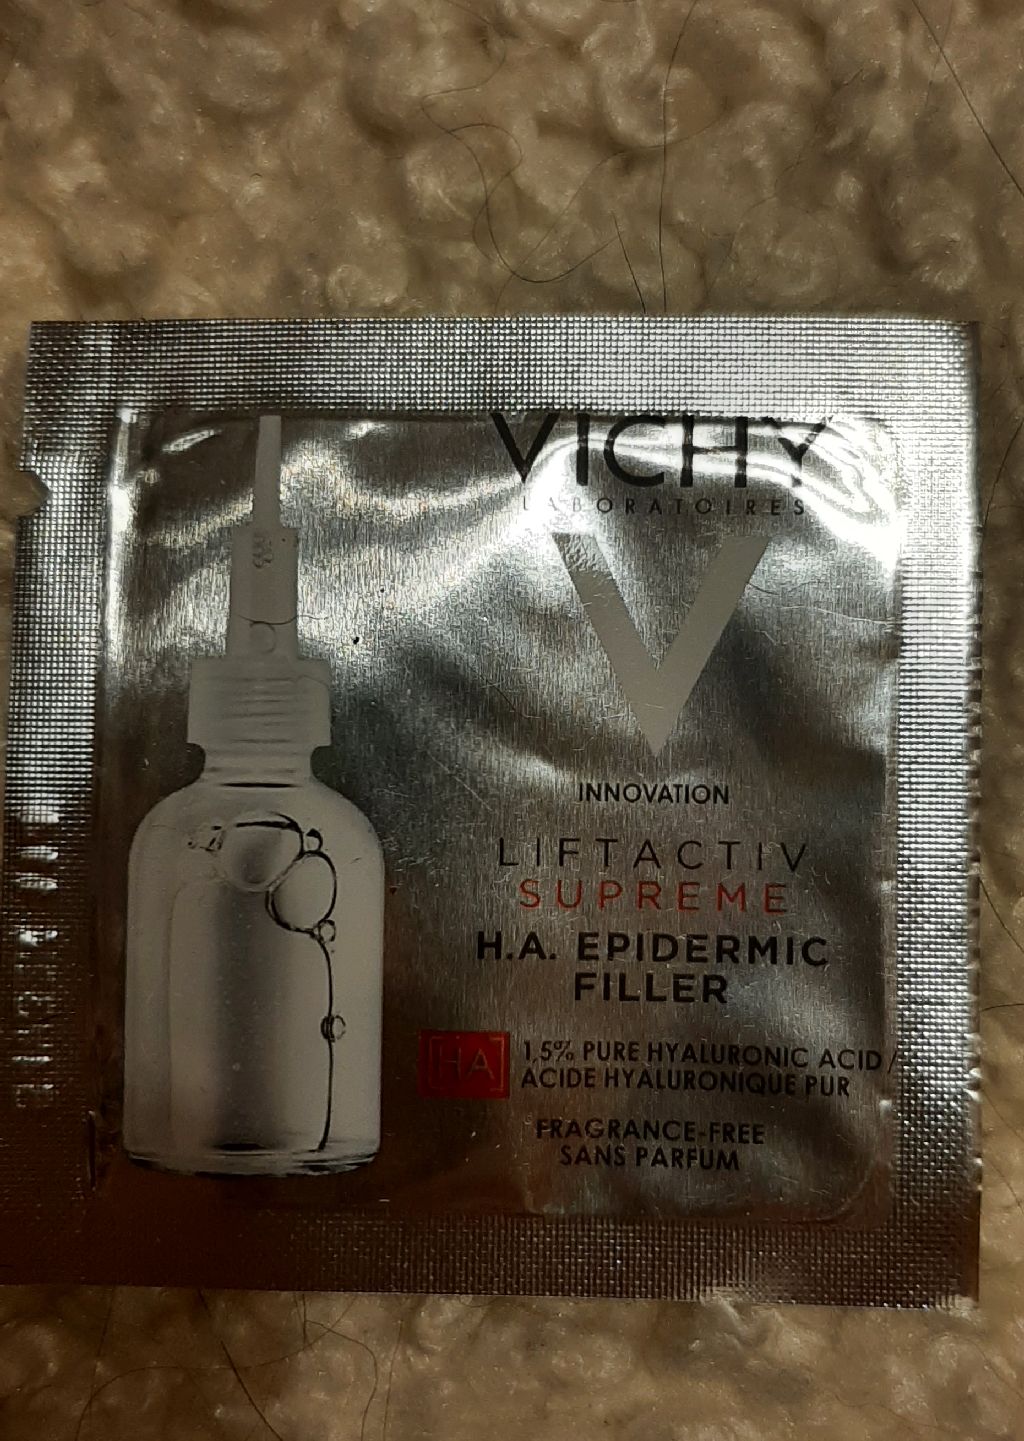 VICHY
LABORATOIRES
INNOVATION
LIFTACTIV
SUPREME
H.A. EPIDERMIC
FILLER
HA
1,5% PURE HYALURONIC ACID /
ACIDE HYALURONIQUE PUR
FRAGRANCE-FREE
SANS PARFUM